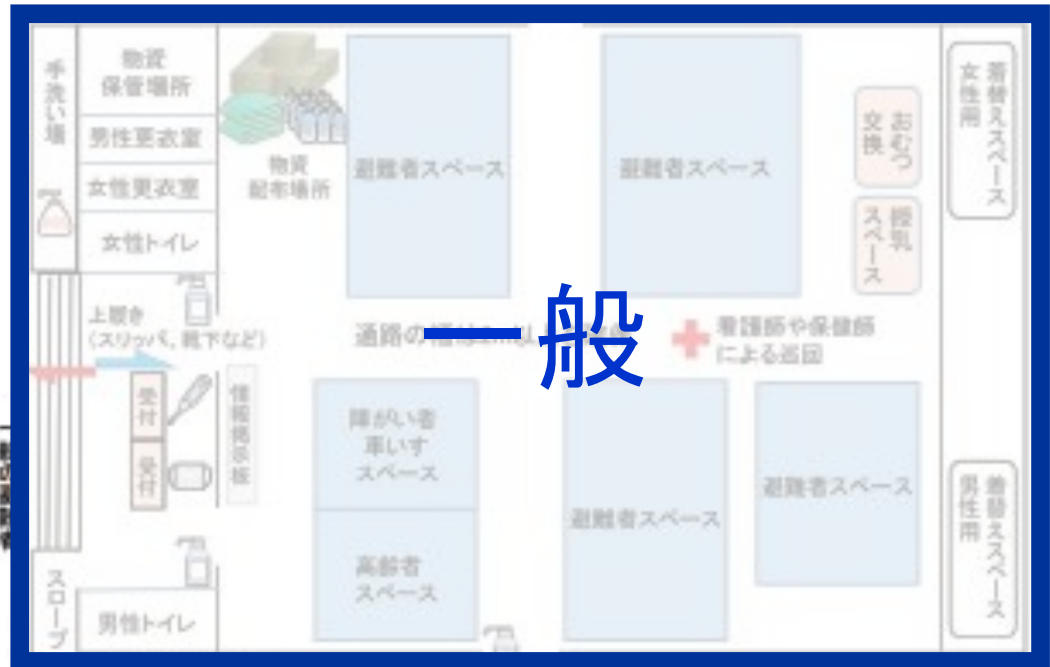 手洗い場
物資
保管場所
男性更衣室
女性更衣室
女性トイレ
物資
配布場所
避難者スペース
避難者スペース
おむつ
交換
授乳
スペース
着替えスペース
女性用
上履き
(スリッパ、靴下など)
通路の
一般
看護師や保健師
による巡回
受付
受付
情報掲示板
障がい者
車いす
スペース
高齢者
スペース
避難者スペース
避難者スペース
着替えスペース
男性用
スロープ
男性トイレ